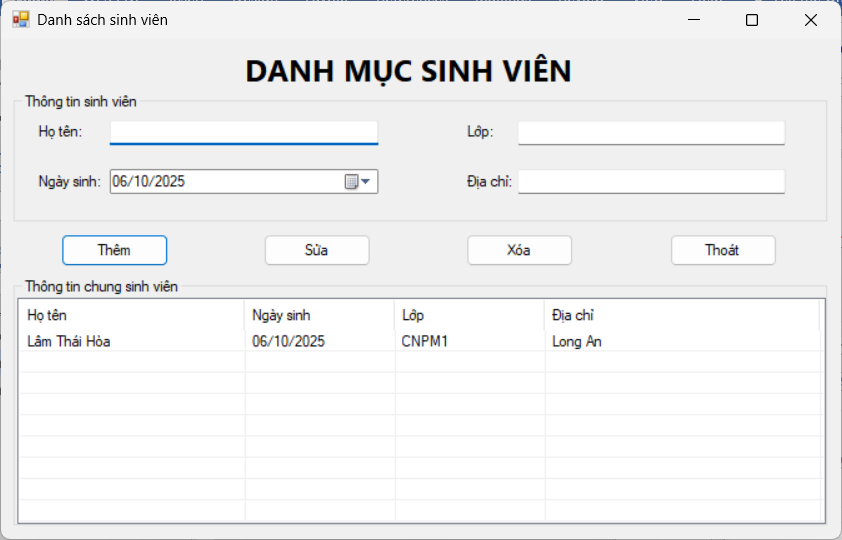 Danh sách sinh viên
DANH MỤC SINH VIÊN
Thông tin sinh viên
Họ tên:
Lớp:
Ngày sinh: 06/10/2025
Địa chỉ:
Thêm Sửa Xóa Thoát
Thông tin chung sinh viên
Họ tên Ngày sinh Lớp Địa chỉ
Lâm Thái Hòa 06/10/2025 CNPM1 Long An